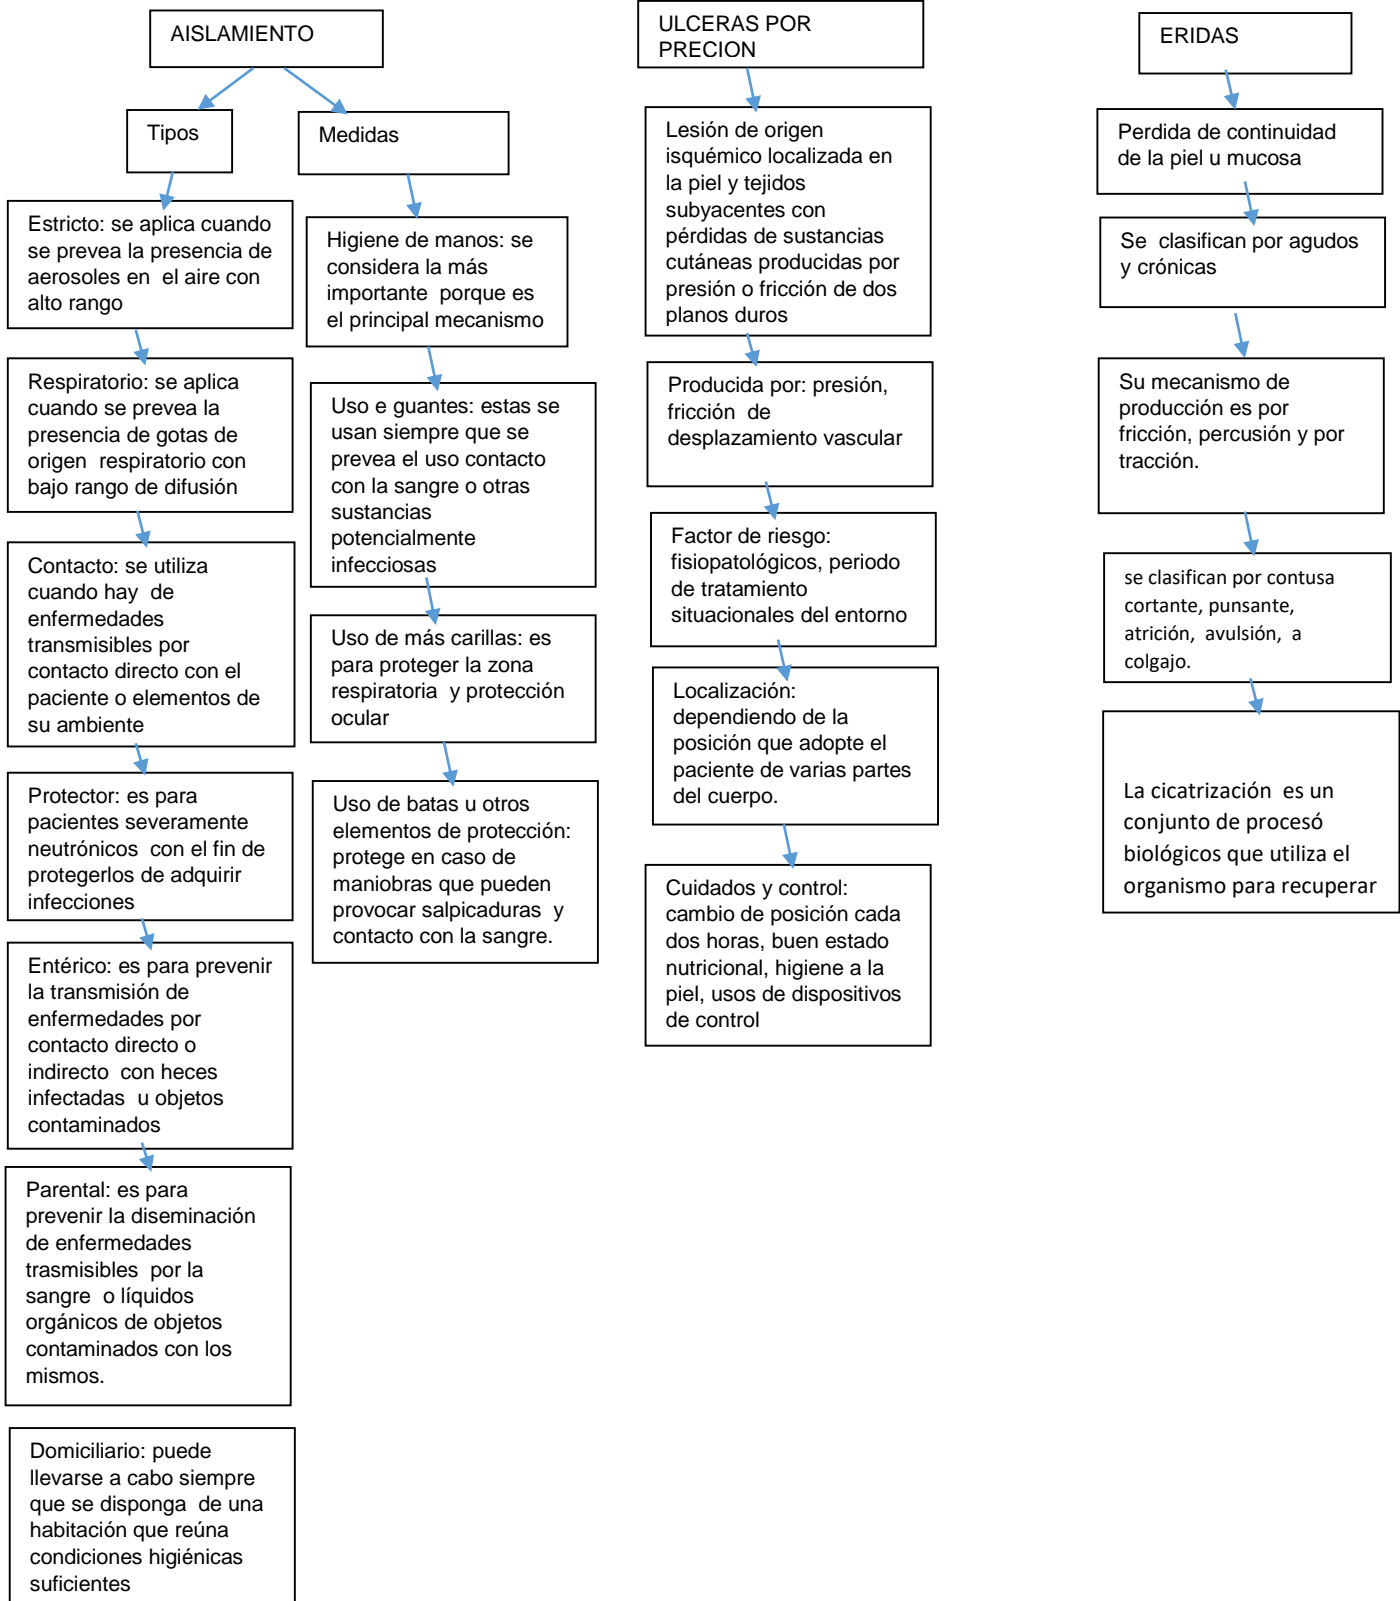 AISLAMIENTO
Tipos
Estricto: se aplica cuando
se prevea la presencia de
aerosoles en  el aire con
alto rango
Respiratorio: se aplica
cuando se prevea la
presencia de gotas de
origen  respiratorio con
bajo rango de difusión
Contacto: se utiliza
cuando hay  de
enfermedades
transmisibles por
contacto directo con el
paciente o elementos de
su ambiente
Protector: es para
pacientes severamente
neutrónicos  con el fin de
protegerlos de adquirir
infecciones
Entérico: es para prevenir
la transmisión de
enfermedades por
contacto directo o
indirecto  con heces
infectadas  u objetos
contaminados
Parental: es para
prevenir la diseminación
de enfermedades
trasmisibles  por la
sangre  o líquidos
orgánicos de objetos
contaminados con los
mismos.
Domiciliario: puede
llevarse a cabo siempre
que se disponga  de una
habitación que reúna
condiciones higiénicas
suficientes
Medidas
Higiene de manos: se
considera la más
importante  porque es
el principal mecanismo
Uso e guantes: estas se
usan siempre que se
prevea el uso contacto
con la sangre o otras
sustancias
potencialmente
infecciosas
Uso de más carillas: es
para proteger la zona
respiratoria  y protección
ocular
Uso de batas u otros
elementos de protección:
protege en caso de
maniobras que pueden
provocar salpicaduras  y
contacto con la sangre.
ULCERAS POR
PRECION
Lesión de origen
isquémico localizada en
la piel y tejidos
subyacentes con
pérdidas de sustancias
cutáneas producidas por
presión o fricción de dos
planos duros
Producida por: presión,
fricción  de
desplazamiento vascular
Factor de riesgo:
fisiopatológicos, periodo
de tratamiento
situacionales del entorno
Localización:
dependiendo de la
posición que adopte el
paciente de varias partes
del cuerpo.
Cuidados y control:
cambio de posición cada
dos horas, buen estado
nutricional, higiene a la
piel, usos de dispositivos
de control
ERIDAS
Perdida de continuidad
de la piel u mucosa
Se  clasifican por agudos
y crónicas
Su mecanismo de
producción es por
fricción, percusión y por
tracción.
se clasifican por contusa
cortante, punsante,
atrición,  avulsión,  a
colgajo.
La cicatrización  es un
conjunto de procesó
biológicos que utiliza el
organismo para recuperar